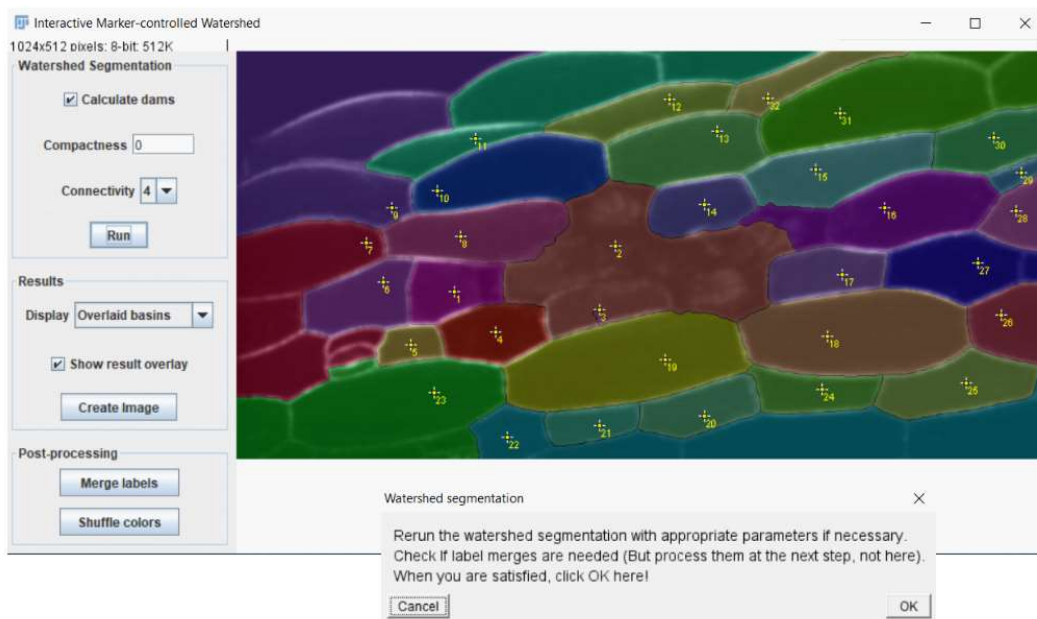 Interactive Marker-controlled Watershed
1024x512 pixels; 8-bit; 512K
Watershed Segmentation
Calculate dams
Compactness 0
Connectivity 4
Run
Results
Display Overlaid basins
Show result overlay
Create Image
Post-processing
Merge labels
Shuffle colors
12
32
31
13
11
30
15
29
10
14
9
16
28
8
7
2
27
17
6
1
3
26
4
18
5
19
25
23
24
20
21
22
Watershed segmentation
Rerun the watershed segmentation with appropriate parameters if necessary.
Check If label merges are needed (But process them at the next step, not here).
When you are satisfied, click OK here!
Cancel
OK